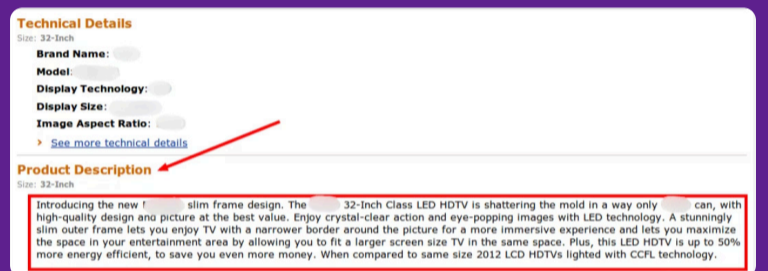 Technical Details
Size: 32-Inch
Brand Name:
Model:
Display Technology:
Display Size:
Image Aspect Ratio:
› See more technical details
Product Description
Size: 32-Inch
Introducing the new slim frame design. The 32-Inch Class LED HDTV is shattering the mold in a way only can, with
high-quality design and picture at the best value. Enjoy crystal-clear action and eye-popping images with LED technology. A stunningly
slim outer frame lets you enjoy TV with a narrower border around the picture for a more immersive experience and lets you maximize
the space in your entertainment area by allowing you to fit a larger screen size TV in the same space. Plus, this LED HDTV is up to 50%
more energy efficient, to save you even more money. When compared to same size 2012 LCD HDTVs lighted with CCFL technology.